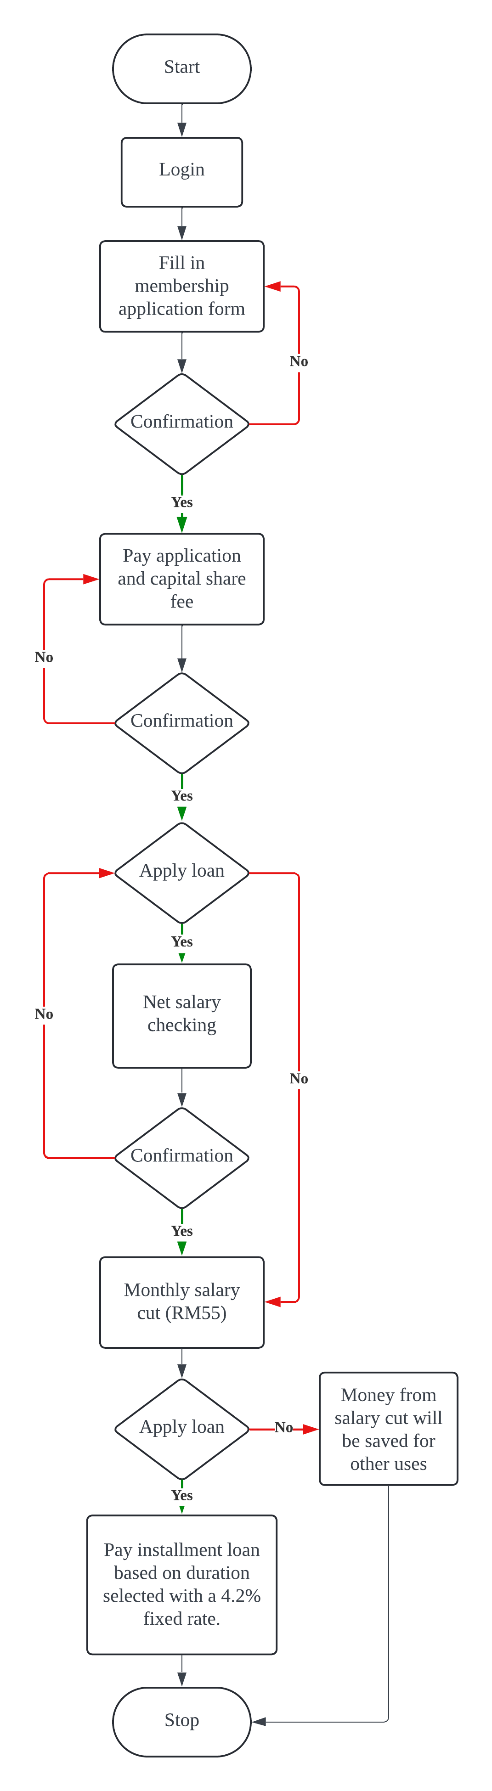 Start
Login
Fill in
membership
application form
No
Confirmation
Yes
Pay application
and capital share
fee
No
Confirmation
Yes
Apply loan
Yes
Net salary
checking
No
No
Confirmation
Yes
Monthly salary
cut (RM55)
Apply loan
No
Money from
salary cut will
be saved for
other uses
Yes
Pay installment loan
based on duration
selected with a 4.2%
fixed rate.
Stop